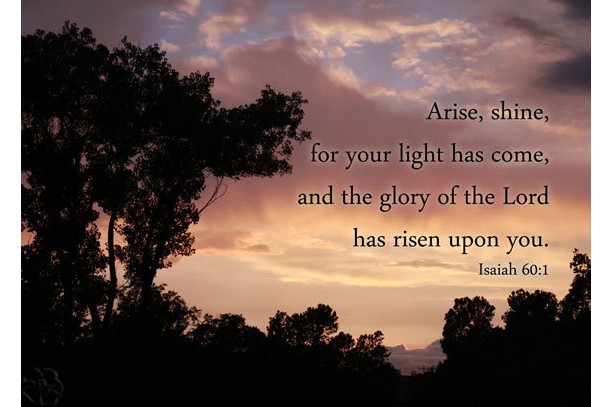 Arise, shine,
for your light has come,
and the glory of the Lord
has risen upon you.
Isaiah 60:1